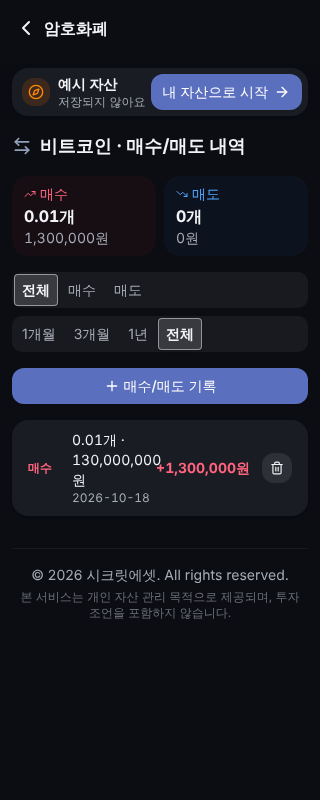 암호화폐
예시 자산
저장되지 않아요
내 자산으로 시작
비트코인 · 매수/매도 내역
매수
0.01개
1,300,000원
매도
0개
0원
전체 매수 매도
1개월 3개월 1년 전체
매수/매도 기록
매수
0.01개 ·
130,000,000
원
2026-10-18
+1,300,000원
© 2026 시크릿에셋. All rights reserved.
본 서비스는 개인 자산 관리 목적으로 제공되며, 투자
조언을 포함하지 않습니다.